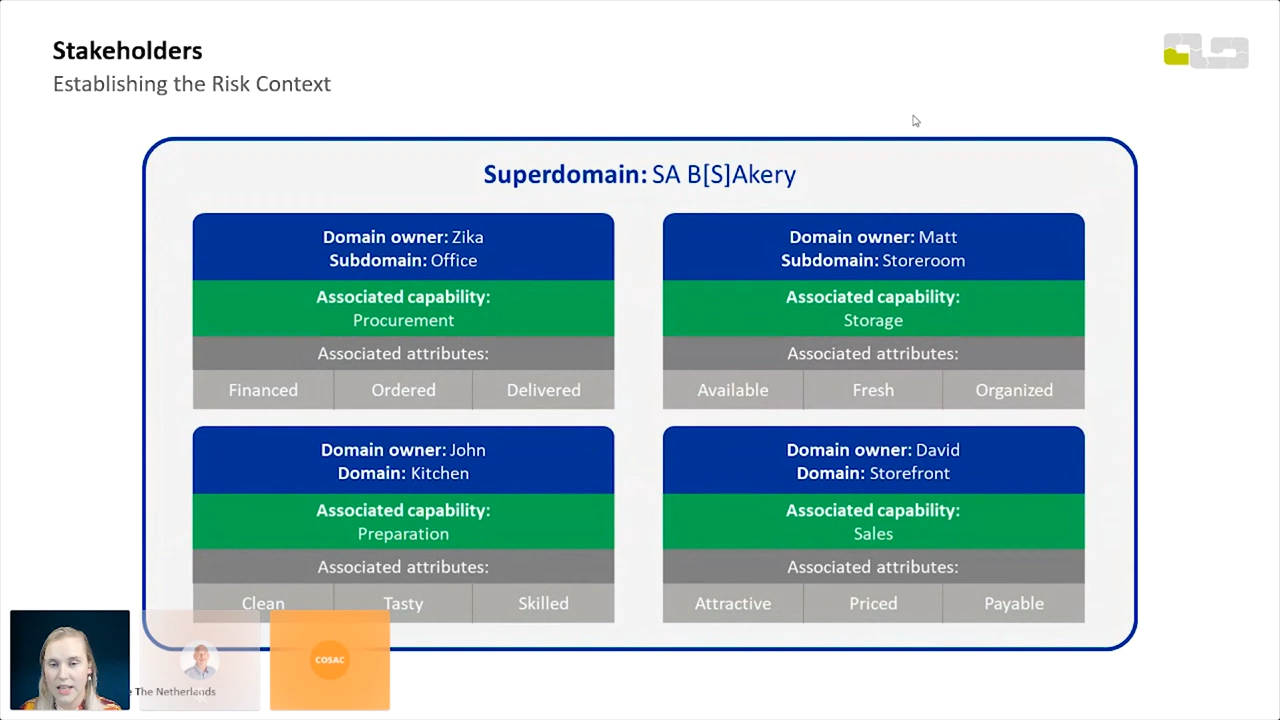 Stakeholders
Establishing the Risk Context
Superdomain: SA B[S]Akery
Domain owner: Zika
Subdomain: Office
Associated capability:
Procurement
Associated attributes:
Financed Ordered Delivered
Domain owner: Matt
Subdomain: Storeroom
Associated capability:
Storage
Associated attributes:
Available Fresh Organized
Domain owner: John
Domain: Kitchen
Associated capability:
Preparation
Associated attributes:
Clean Tasty Skilled
Domain owner: David
Domain: Storefront
Associated capability:
Sales
Associated attributes:
Attractive Priced Payable
COSAC
The Netherlands